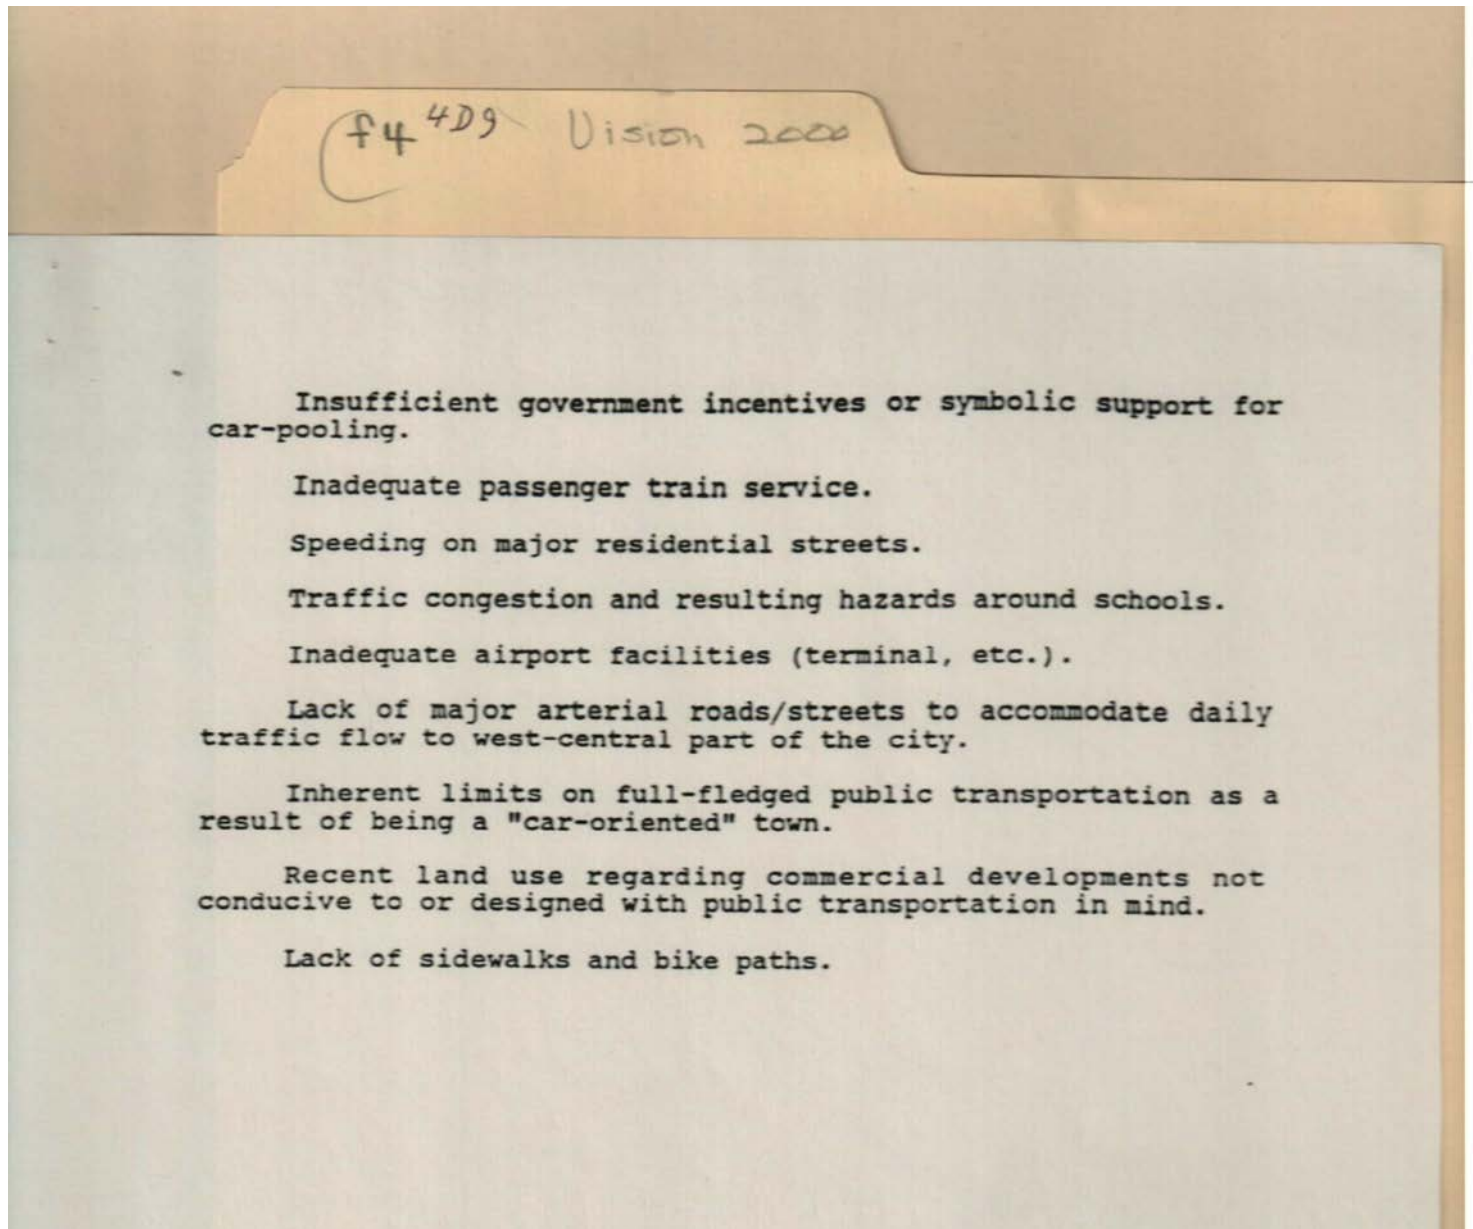 f4 4D9 Vision 2000
Insufficient government incentives or symbolic support for
car-pooling.
Inadequate passenger train service.
Speeding on major residential streets.
Traffic congestion and resulting hazards around schools.
Inadequate airport facilities (terminal, etc.).
Lack of major arterial roads/streets to accommodate daily
traffic flow to west-central part of the city.
Inherent limits on full-fledged public transportation as a
result of being a "car-oriented" town.
Recent land use regarding commercial developments not
conducive to or designed with public transportation in mind.
Lack of sidewalks and bike paths.